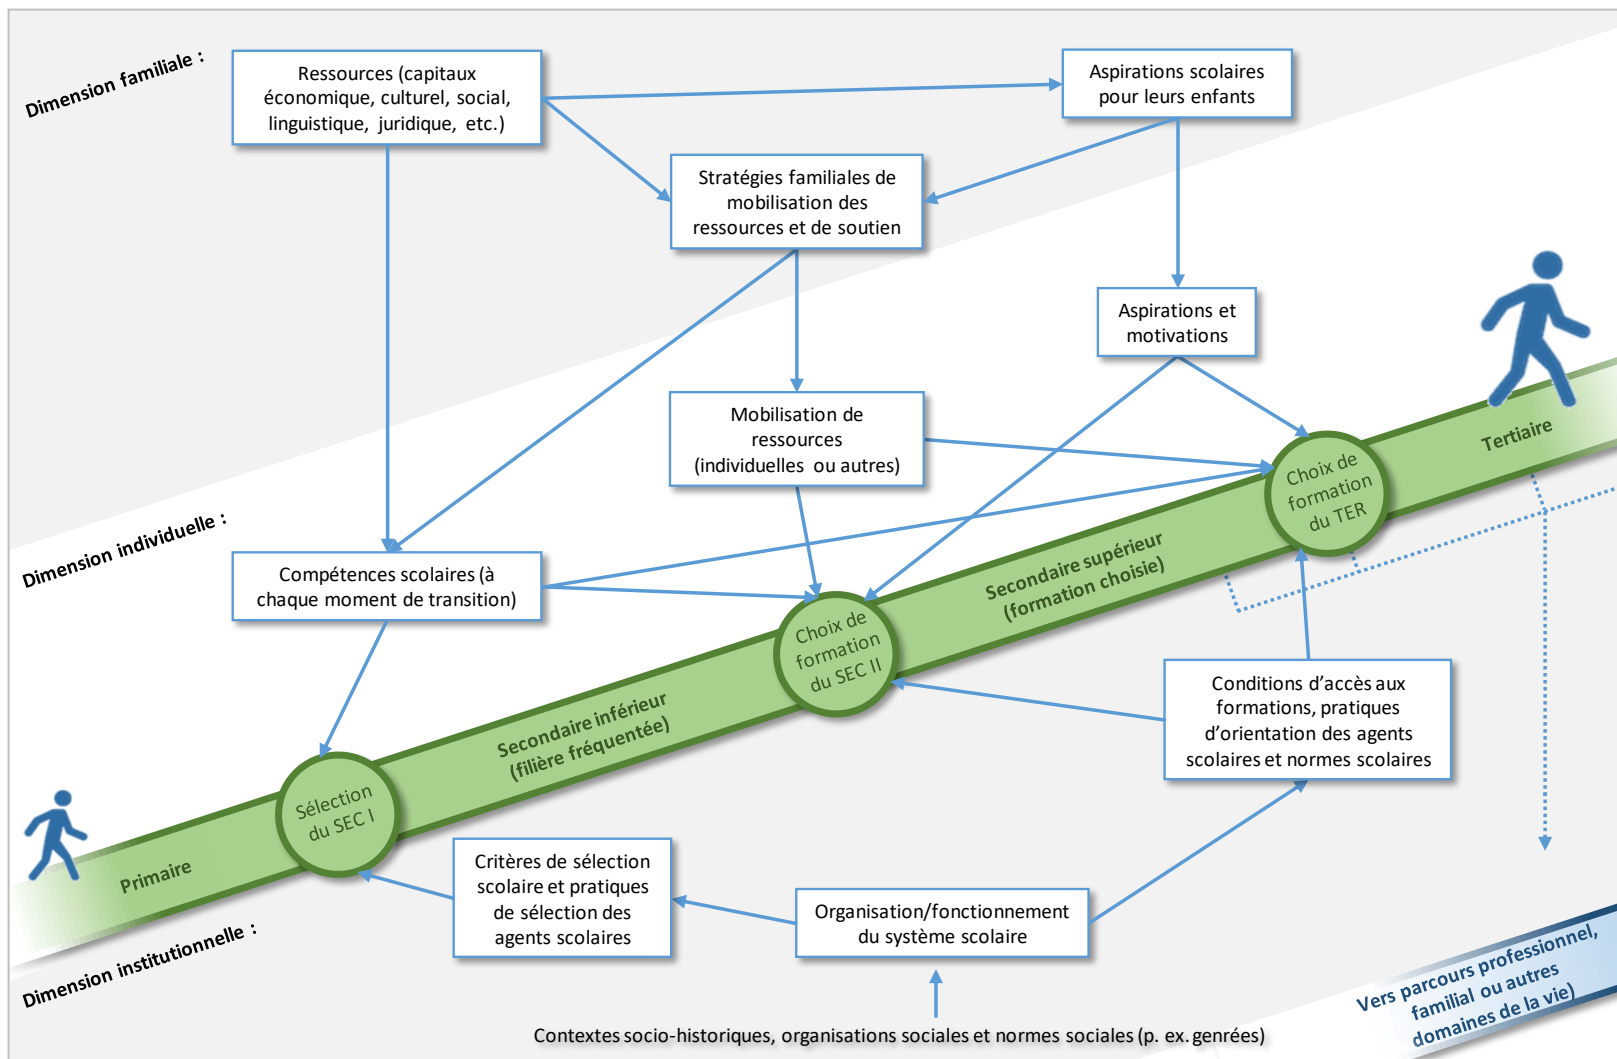 Dimension familiale :
Ressources (capitaux
économique, culturel, social,
linguistique, juridique, etc.)
Aspirations scolaires
pour leurs enfants
Stratégies familiales de
mobilisation des
ressources et de soutien
Aspirations et
motivations
Mobilisation de
ressources
(individuelles ou autres)
Tertiaire
Choix de
formation
du TER
Dimension individuelle :
Compétences scolaires (à
chaque moment de transition)
Secondaire supérieur
(formation choisie)
Choix de
formation
du SEC II
Conditions d’accès aux
formations, pratiques
d’orientation des agents
scolaires et normes scolaires
Secondaire inférieur
(filière fréquentée)
Sélection
du SEC I
Primaire
Critères de sélection
scolaire et pratiques
de sélection des
agents scolaires
Organisation/fonctionnement
du système scolaire
Dimension institutionnelle :
Vers parcours professionnel,
familial ou autres
domaines de la vie)
Contextes socio-historiques, organisations sociales et normes sociales (p. ex. genrées)